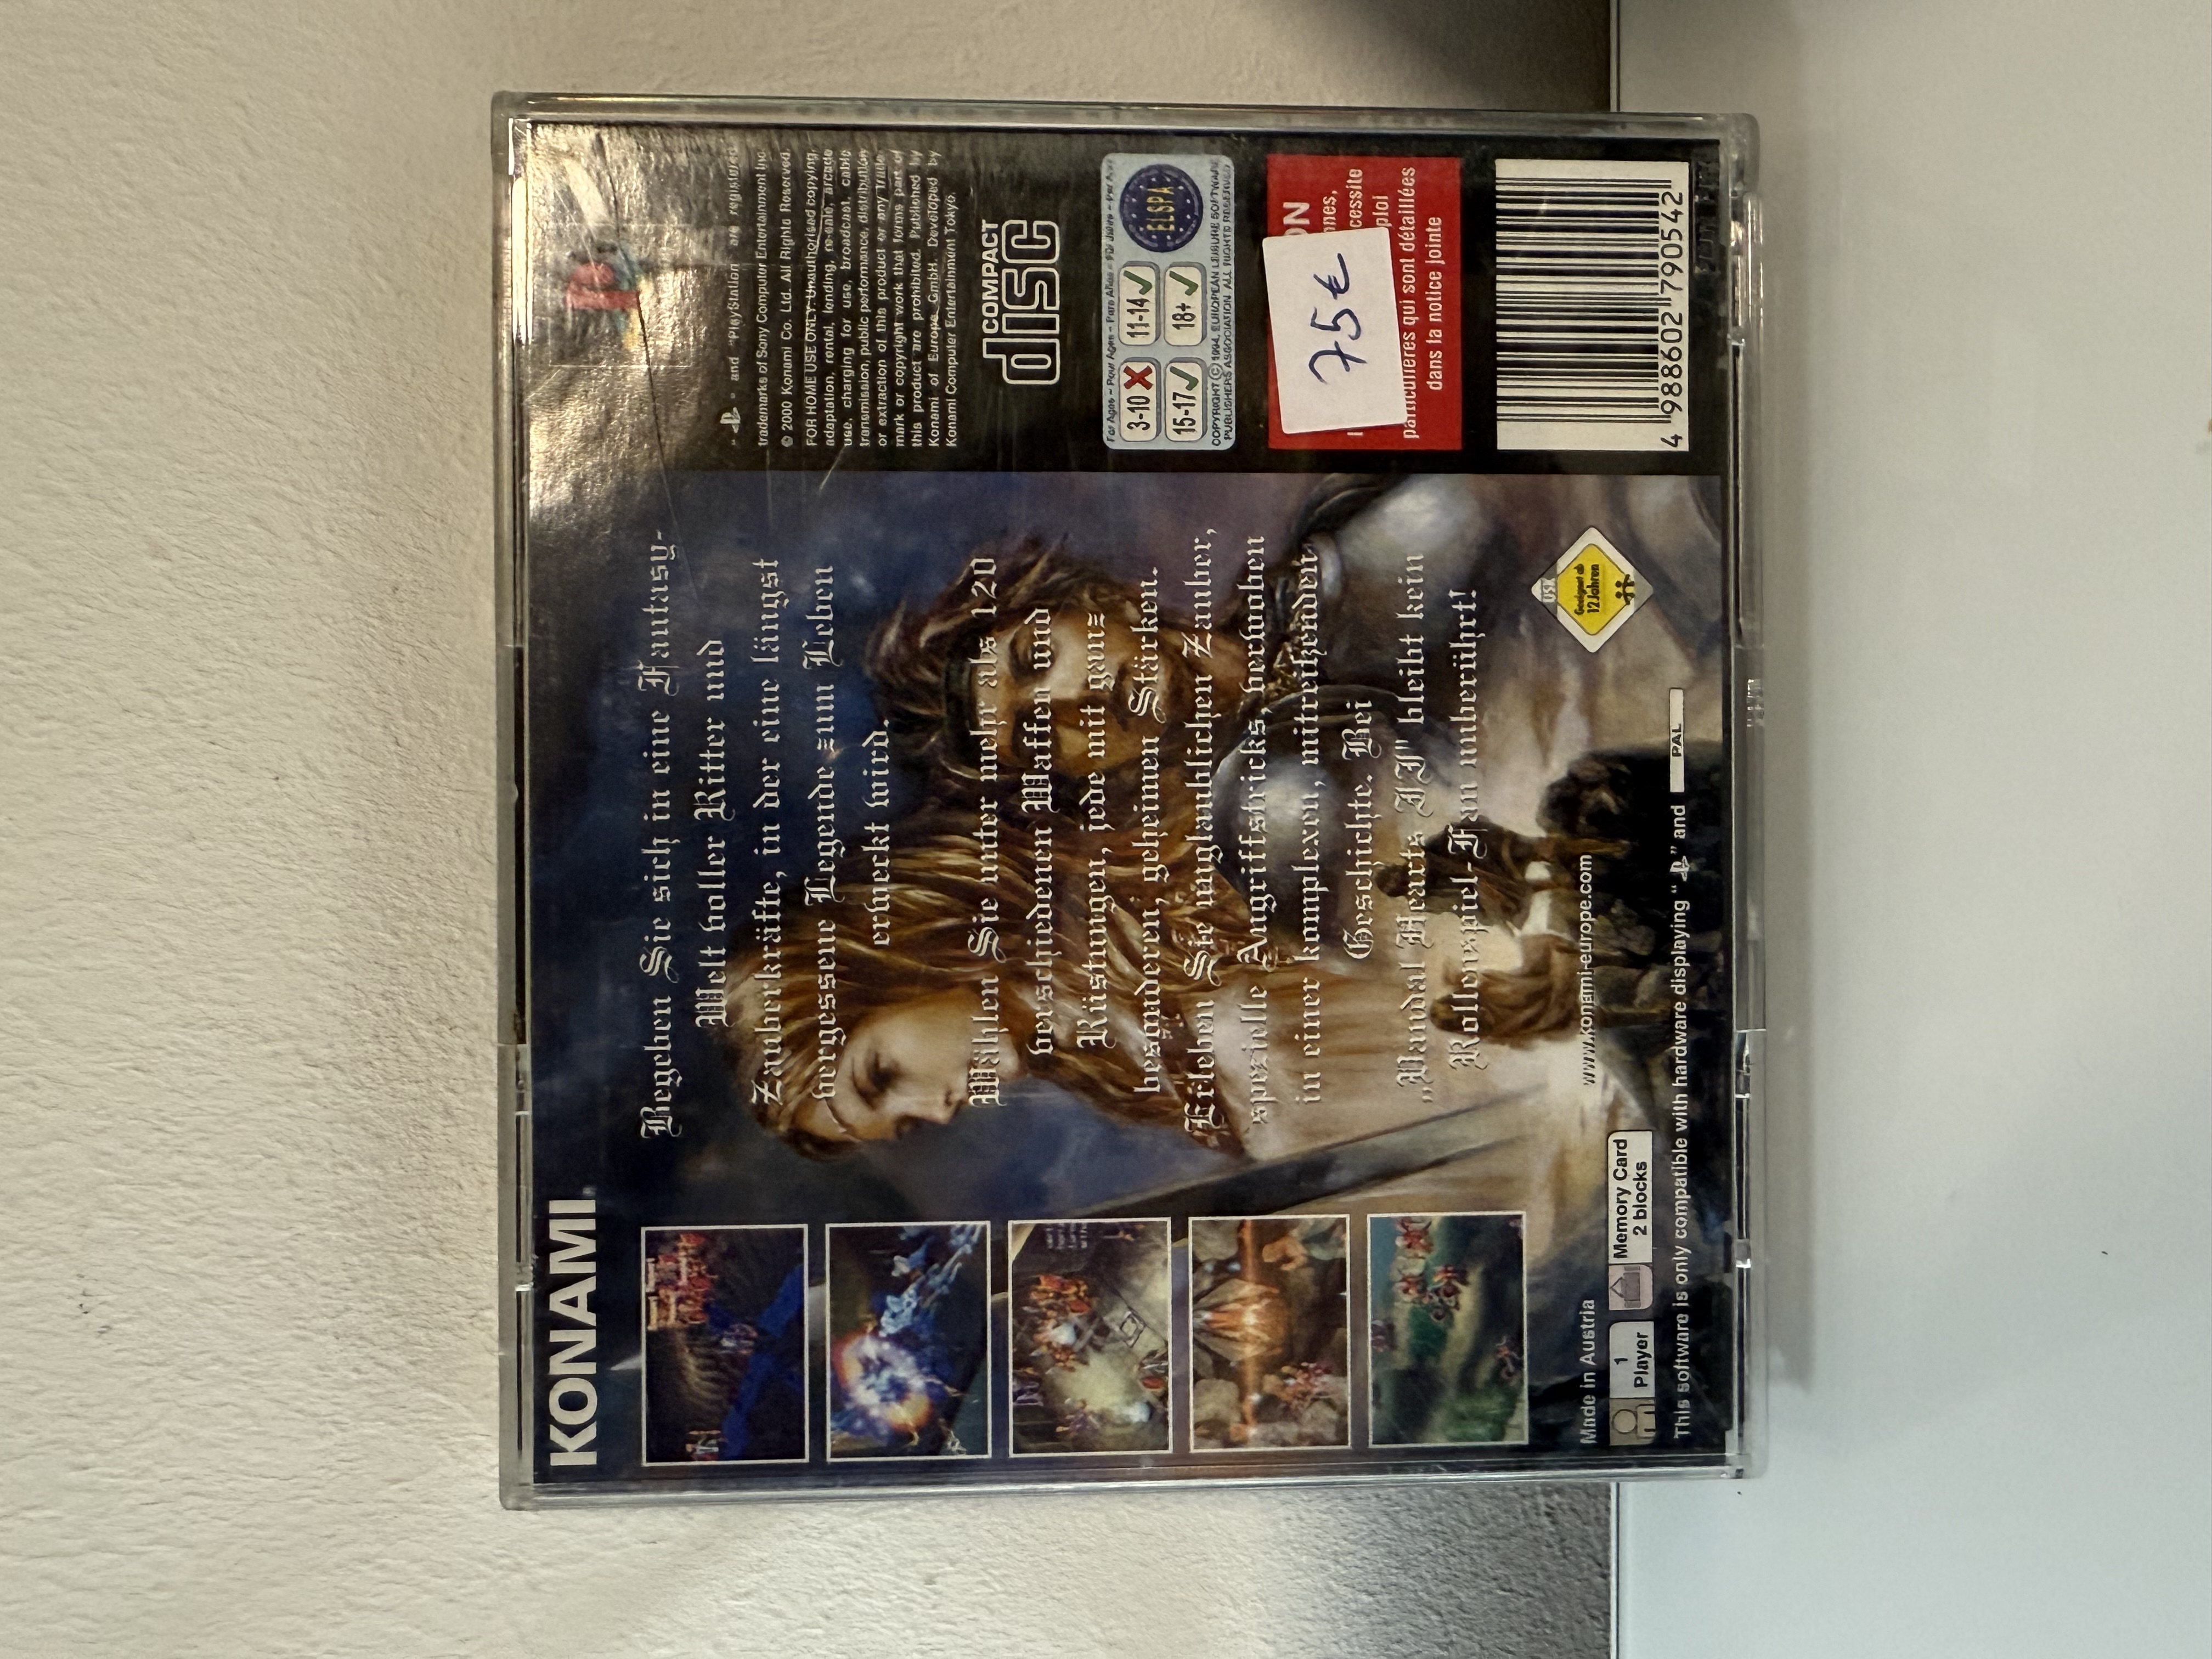 KONAMI
Begeben Sie sich in eine Fantasy-
Welt voller Ritter und
Zauberkräfte, in der eine längst
vergessene Legende zum Leben
erweckt wird.
Wählen Sie unter mehr als 120
verschiedenen Waffen und
Rüstungen, jede mit ganz
besonderen, geheimen Stärken.
Erleben Sie unglaublichen Zauber,
spezielle Angriffstricks, verwoben
in einer komplexen, mitreißenden
Geschichte. Bei
„Vandal Hearts II" bleibt kein
Rollenspiel-Fan unberührt!
www.konami-europe.com
USK
Geeignet ab
12 Jahren
Made in Austria
1
Player
Memory Card
2 blocks
This software is only compatible with hardware displaying " " and PAL
" " and "PlayStation" are registered
trademarks of Sony Computer Entertainment Inc.
© 2000 Konami Co. Ltd. All Rights Reserved.
FOR HOME USE ONLY. Unauthorised copying,
adaptation, rental, lending, re-sale, arcade
use, charging for use, broadcast, cable
transmission, public performance, distribution
or extraction of this product or any Trade
mark or copyright work that forms part of
this product are prohibited. Published by
Konami of Europe GmbH. Developed by
Konami Computer Entertainment Tokyo.
COMPACT
disc
For Ages - Pour Ages - Para Años -
3-10 11-14
15-17 18+
ELSPA
COPYRIGHT © 1994, EUROPEAN LEISURE SOFTWARE
PUBLISHERS ASSOCIATION. ALL RIGHTS RESERVED
75€
particulieres qui sont détaillées
dans la notice jointe
4 988602 790542